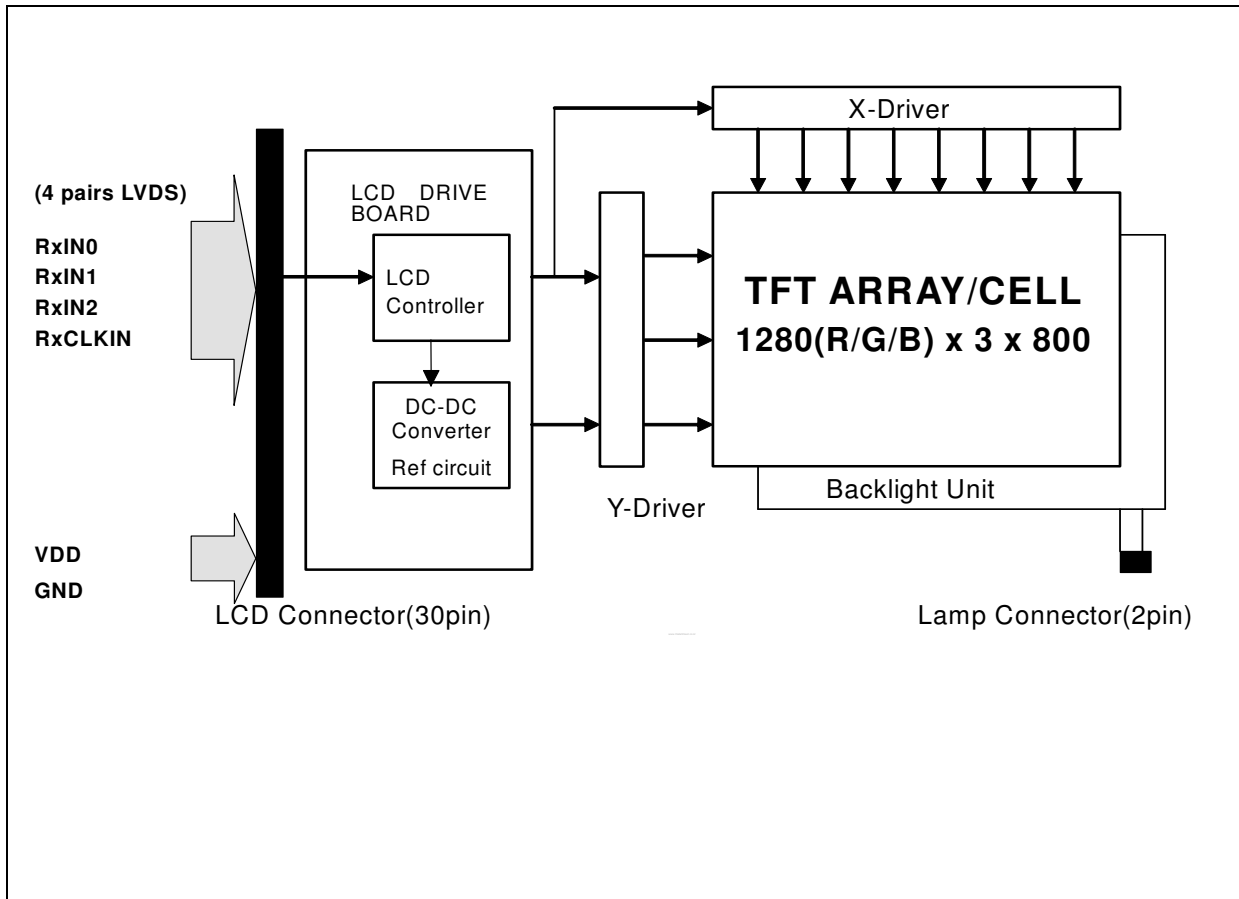 X-Driver
(4 pairs LVDS)
RxIN0
RxIN1
RxIN2
RxCLKIN
LCD DRIVE
BOARD
LCD
Controller
DC-DC
Converter
Ref circuit
Y-Driver
TFT ARRAY/CELL
1280(R/G/B) x 3 x 800
Backlight Unit
VDD
GND
LCD Connector(30pin)
Lamp Connector(2pin)